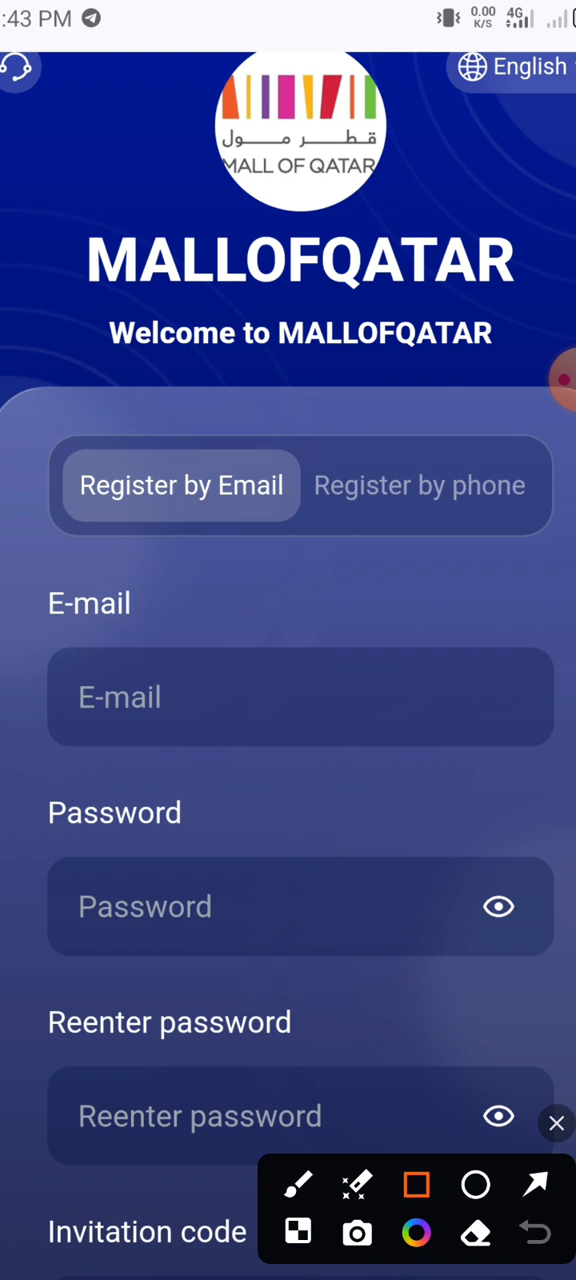 :43 PM
0.00
K/S
4G
English
قطر مول
MALL OF QATAR
MALLOFQATAR
Welcome to MALLOFQATAR
Register by Email
Register by phone
E-mail
E-mail
Password
Password
Reenter password
Reenter password
Invitation code